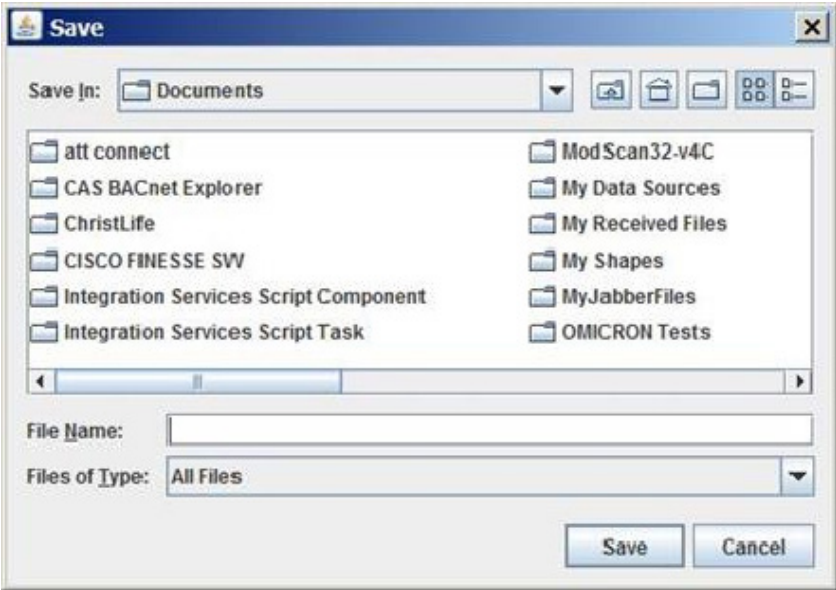 Save
Save In: Documents
att connect
CAS BACnet Explorer
ChristLife
CISCO FINESSE SW
Integration Services Script Component
Integration Services Script Task
ModScan32-v4C
My Data Sources
My Received Files
My Shapes
MyJabberFiles
OMICRON Tests
File Name:
Files of Type: All Files
Save Cancel